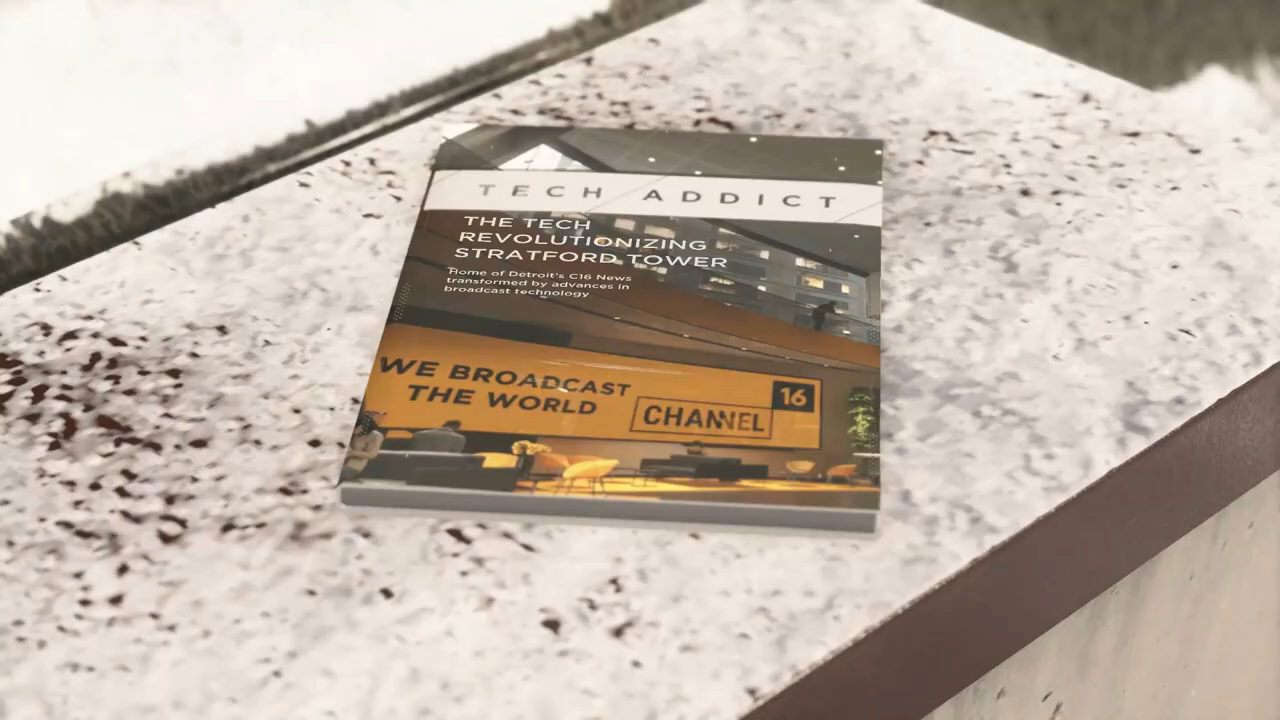 TECH ADDICT
THE TECH
REVOLUTIONIZING
STRATFORD TOWER
Home of Detroit's C16 News
transformed by advances in
broadcast technology
WE BROADCAST
THE WORLD
CHANNEL
16